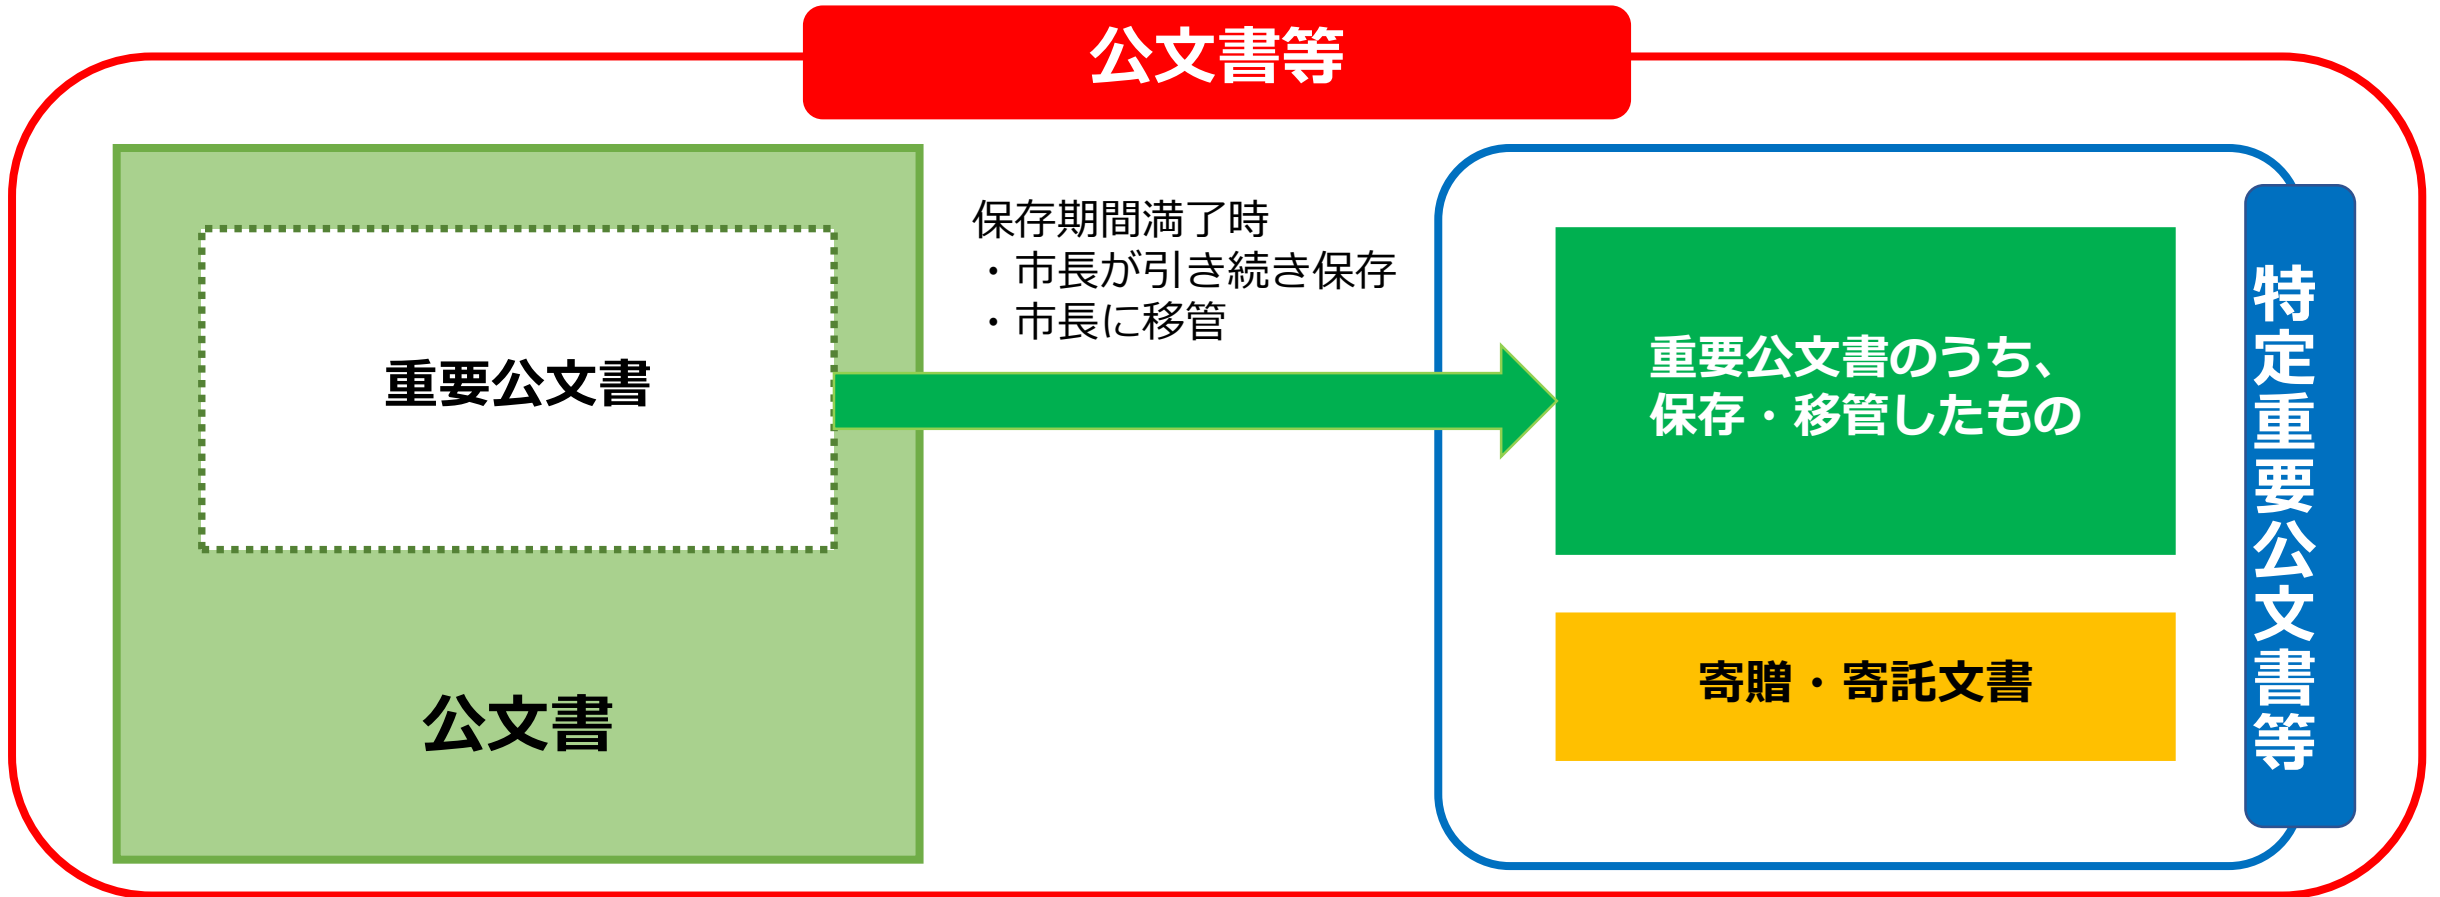 公文書等
保存期間満了時
・市長が引き続き保存
・市長に移管
重要公文書
公文書
重要公文書のうち、
保存・移管したもの
寄贈・寄託文書
特定重要公文書等